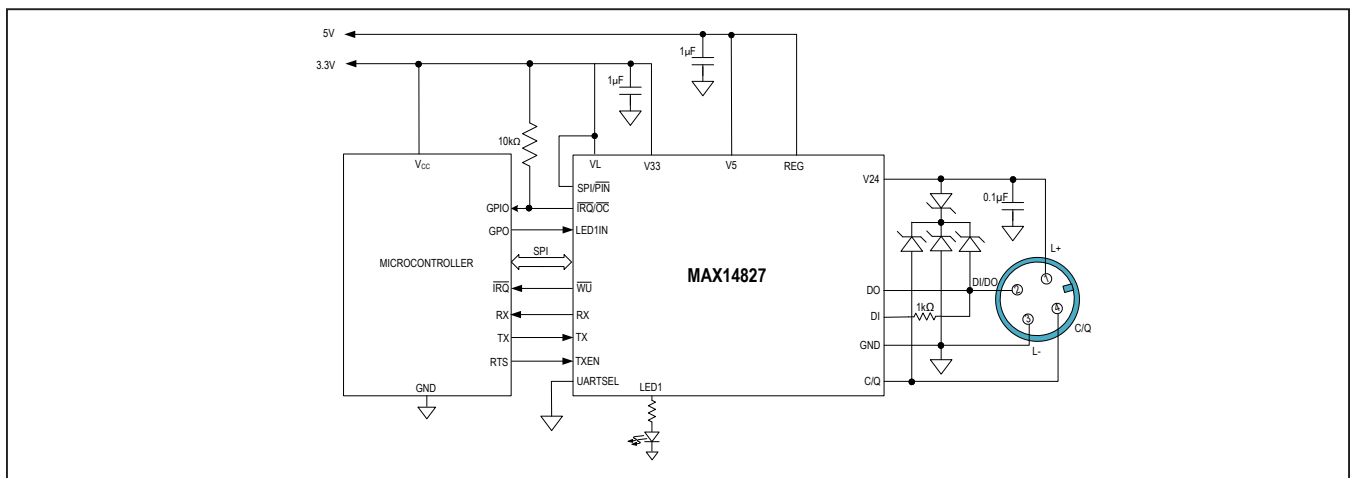 5V
3.3V
1µF
1µF
10kΩ
VCC
VL
V33
V5
REG
SPI/PIN
V24
GPIO
IRQ/OC
0.1µF
GPO
LED1IN
L+
SPI
MICROCONTROLLER
MAX14827
IRQ
WU
DO
DI/DO
2
1
RX
RX
DI
1kΩ
3
4
TX
TX
C/Q
GND
RTS
TXEN
L-
UARTSEL
LED1
C/Q
GND